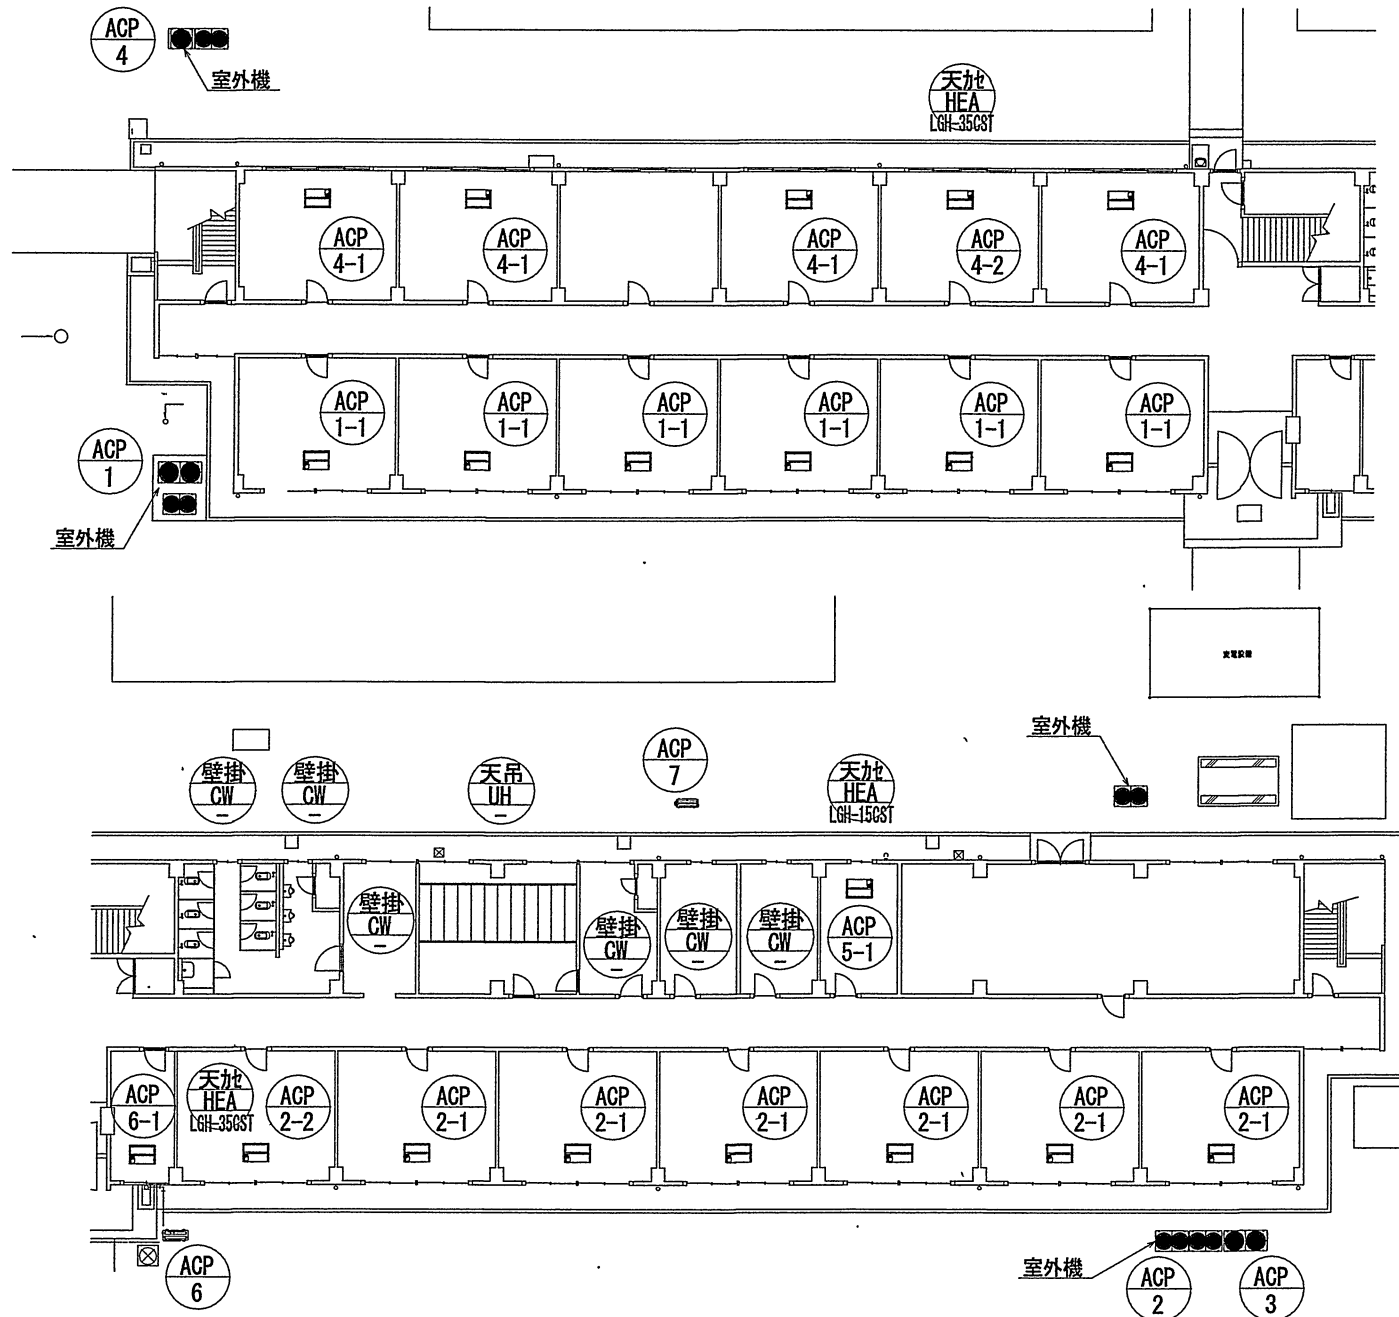 ACP
4
室外機
天カセ
HEA
LGH-35CST
ACP
4-1
ACP
4-1
ACP
4-1
ACP
4-2
ACP
4-1
ACP
1-1
ACP
1-1
ACP
1-1
ACP
1-1
ACP
1-1
ACP
1-1
ACP
1
室外機
変電設備
室外機
壁掛
CW
-
壁掛
CW
-
天吊
UH
-
ACP
7
天カセ
HEA
LGH-15CST
壁掛
CW
-
壁掛
CW
-
壁掛
CW
-
壁掛
CW
-
ACP
5-1
ACP
6-1
天カセ
HEA
LGH-35CST
ACP
2-2
ACP
2-1
ACP
2-1
ACP
2-1
ACP
2-1
ACP
2-1
ACP
2-1
ACP
6
室外機
ACP
2
ACP
3